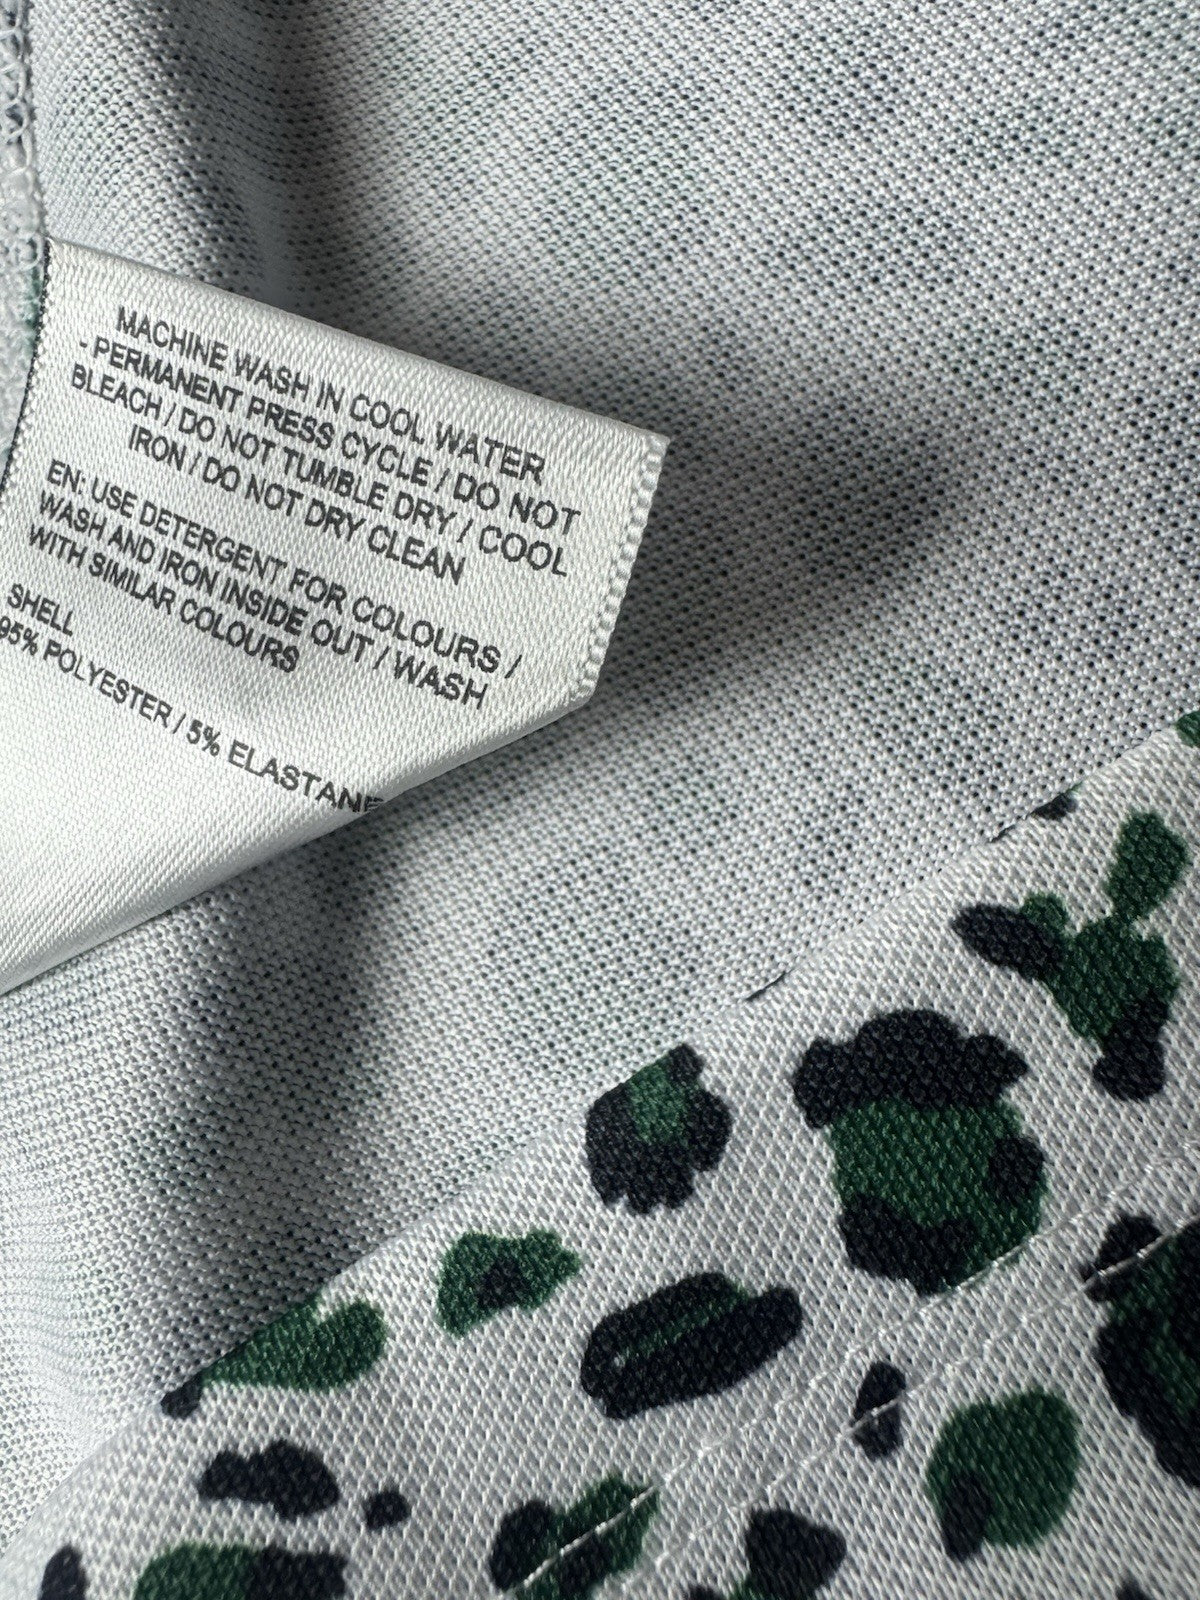 MACHINE WASH IN COOL WATER
- PERMANENT PRESS CYCLE / DO NOT
BLEACH / DO NOT TUMBLE DRY / COOL
IRON / DO NOT DRY CLEAN
EN: USE DETERGENT FOR COLOURS /
WASH AND IRON INSIDE OUT / WASH
WITH SIMILAR COLOURS
SHELL
95% POLYESTER / 5% ELASTANE